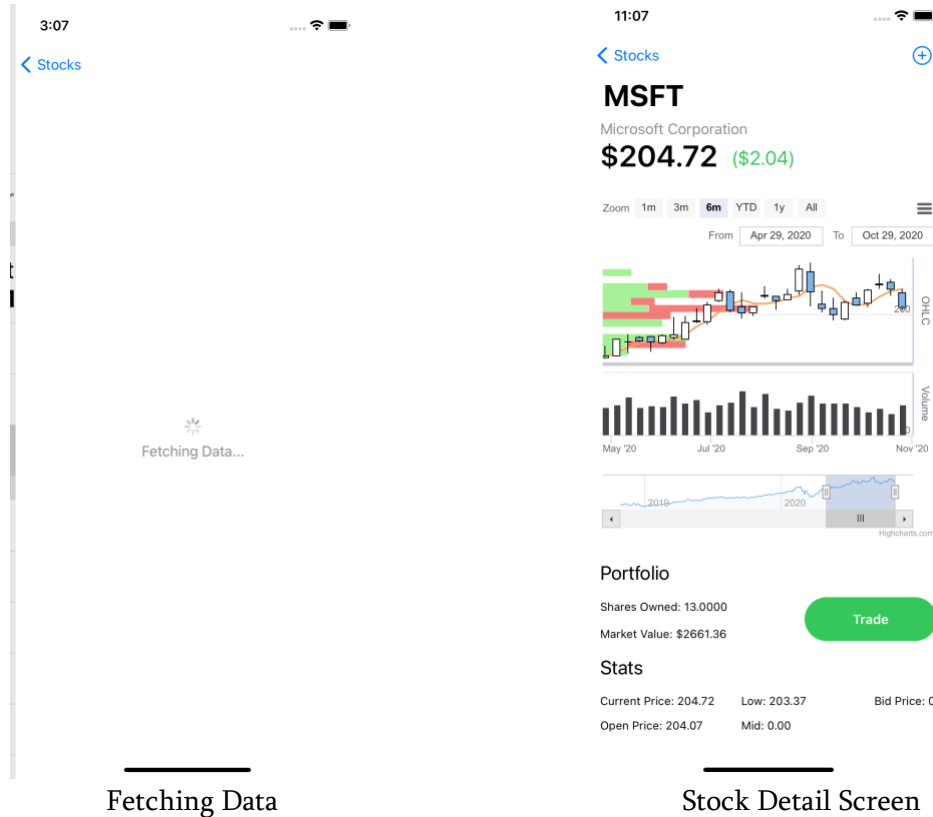 3:07
Stocks
Fetching Data...
Fetching Data
11:07
Stocks
MSFT
Microsoft Corporation
$204.72 ($2.04)
Zoom 1m 3m 6m YTD 1y All
From Apr 29, 2020 To Oct 29, 2020
200
OHLC
Volume
0
May '20 Jul '20 Sep '20 Nov '20
2019 2020
Highcharts.com
Portfolio
Shares Owned: 13.0000
Market Value: $2661.36
Trade
Stats
Current Price: 204.72 Low: 203.37 Bid Price:
Open Price: 204.07 Mid: 0.00
Stock Detail Screen